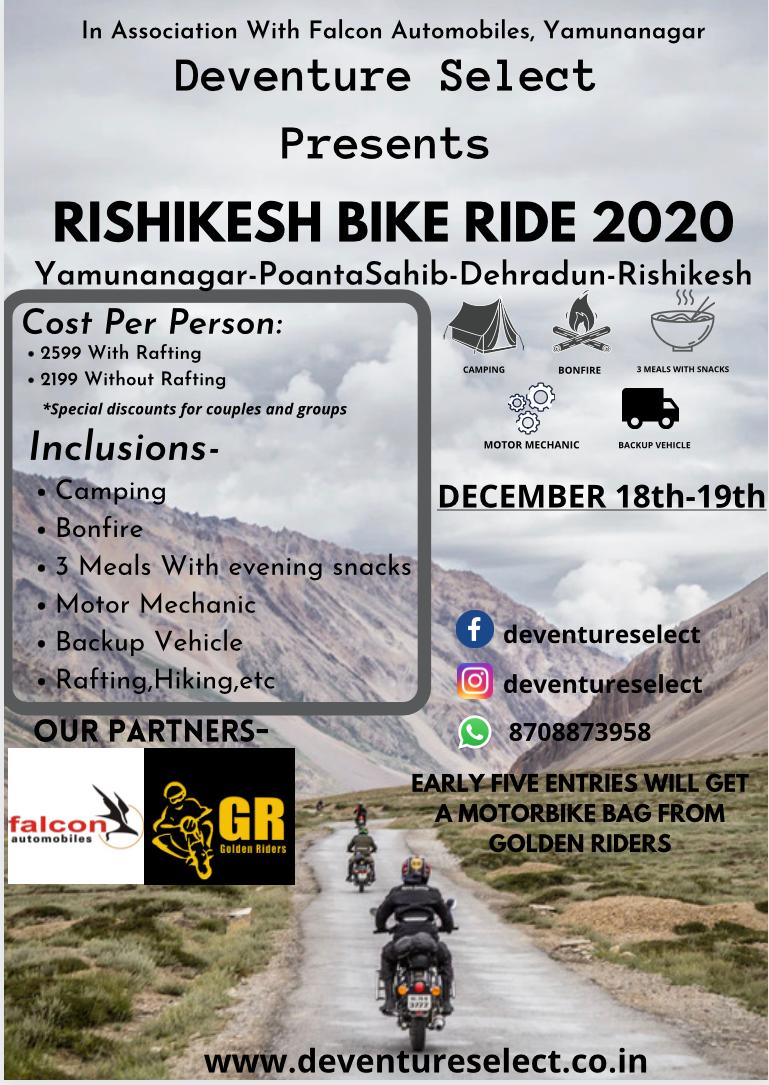 In Association With Falcon Automobiles, Yamunanagar
Deventure Select
Presents
RISHIKESH BIKE RIDE 2020
Yamunanagar-PoantaSahib-Dehradun-Rishikesh
Cost Per Person:
• 2599 With Rafting
• 2199 Without Rafting
*Special discounts for couples and groups
Inclusions-
• Camping
• Bonfire
• 3 Meals With evening snacks
• Motor Mechanic
• Backup Vehicle
• Rafting,Hiking,etc
CAMPING
BONFIRE
3 MEALS WITH SNACKS
MOTOR MECHANIC
BACKUP VEHICLE
DECEMBER 18th-19th
deventureselect
deventureselect
8708873958
OUR PARTNERS-
falcon
automobiles
GR
Golden Riders
EARLY FIVE ENTRIES WILL GET
A MOTORBIKE BAG FROM
GOLDEN RIDERS
3777
www.deventureselect.co.in